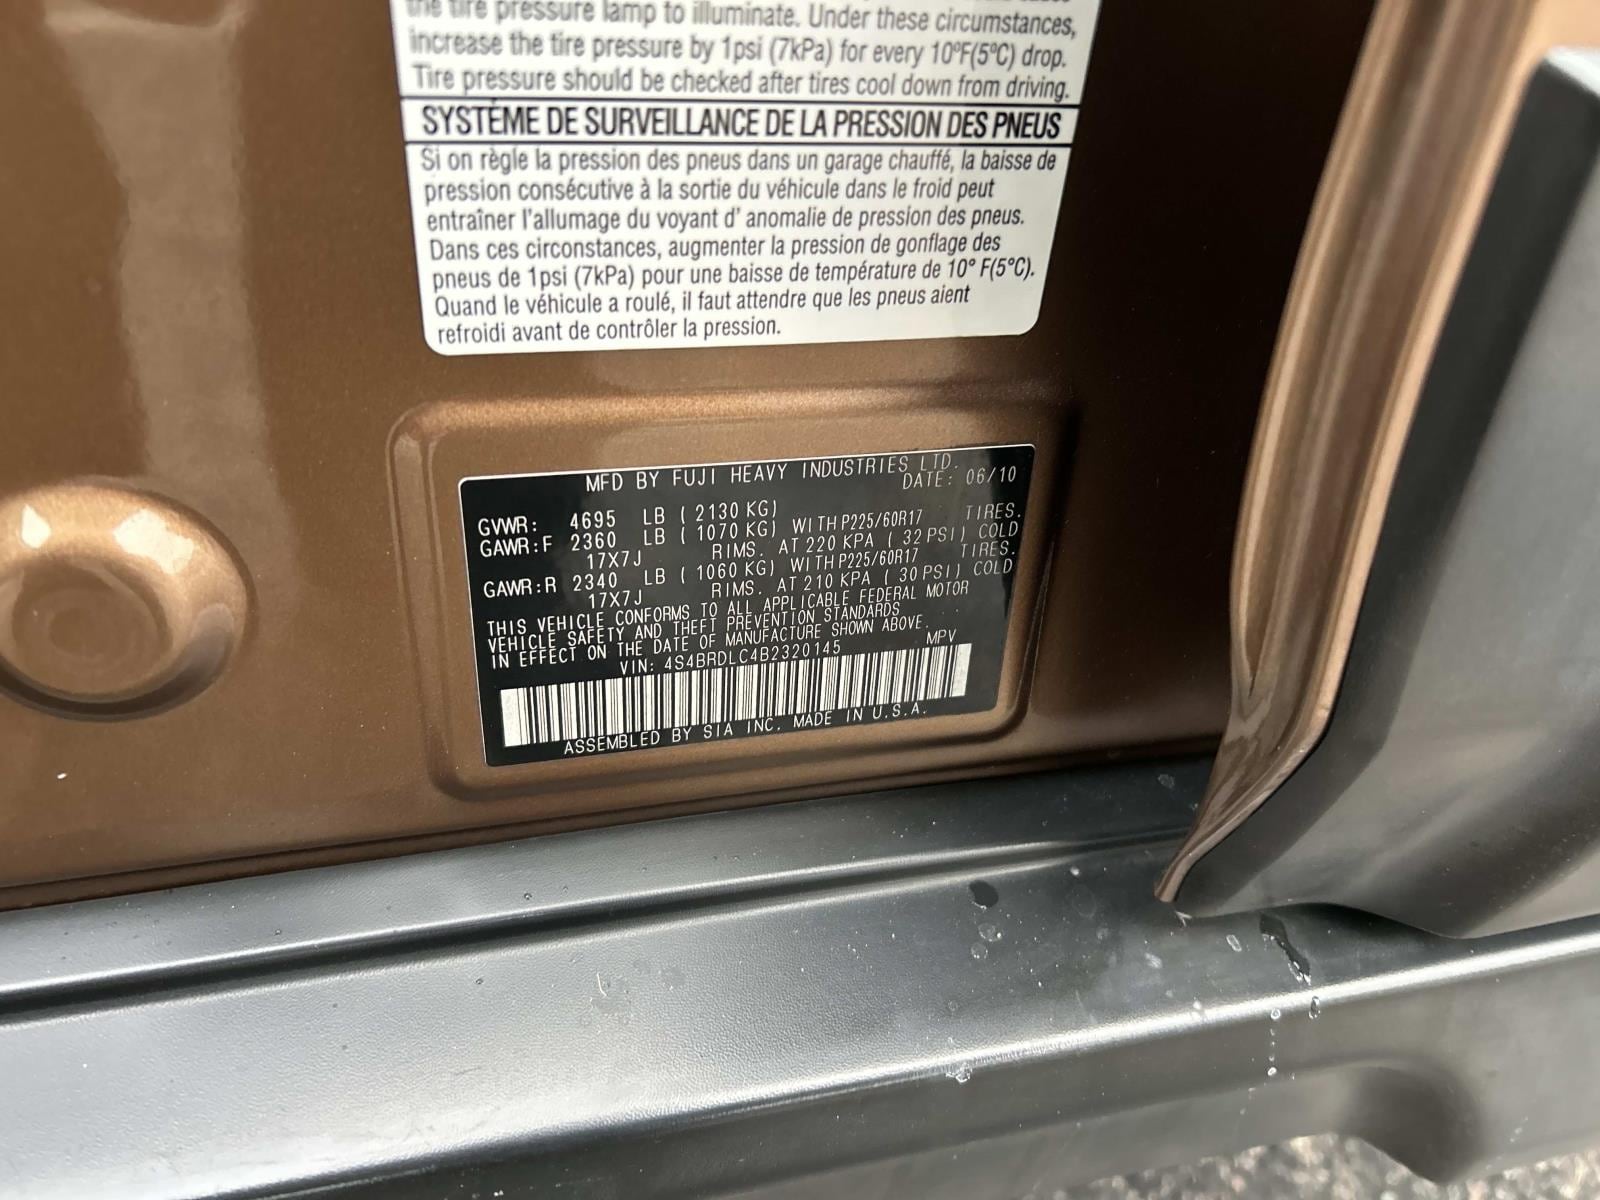 the tire pressure lamp to illuminate. Under these circumstances,
increase the tire pressure by 1psi (7kPa) for every 10ºF(5ºC) drop.
Tire pressure should be checked after tires cool down from driving.
SYSTÉME DE SURVEILLANCE DE LA PRESSION DES PNEUS
Si on règle la pression des pneus dans un garage chauffé, la baisse de
pression consécutive à la sortie du véhicule dans le froid peut
entraîner l'allumage du voyant d' anomalie de pression des pneus.
Dans ces circonstances, augmenter la pression de gonflage des
pneus de 1psi (7kPa) pour une baisse de température de 10° F(5°C).
Quand le véhicule a roulé, il faut attendre que les pneus aient
refroidi avant de contrôler la pression.
MFD BY FUJI HEAVY INDUSTRIES LTD.
DATE: 06/10
GVWR: 4695 LB ( 2130 KG)
GAWR:F 2360 LB ( 1070 KG) WITH P225/60R17 TIRES.
17X7J RIMS. AT 220 KPA ( 32 PSI) COLD
GAWR:R 2340 LB ( 1060 KG) WITH P225/60R17 TIRES.
17X7J RIMS. AT 210 KPA ( 30 PSI) COLD
THIS VEHICLE CONFORMS TO ALL APPLICABLE FEDERAL MOTOR
VEHICLE SAFETY AND THEFT PREVENTION STANDARDS
IN EFFECT ON THE DATE OF MANUFACTURE SHOWN ABOVE.
VIN: 4S4BRDLC4B2320145 MPV
ASSEMBLED BY SIA INC. MADE IN U.S.A.